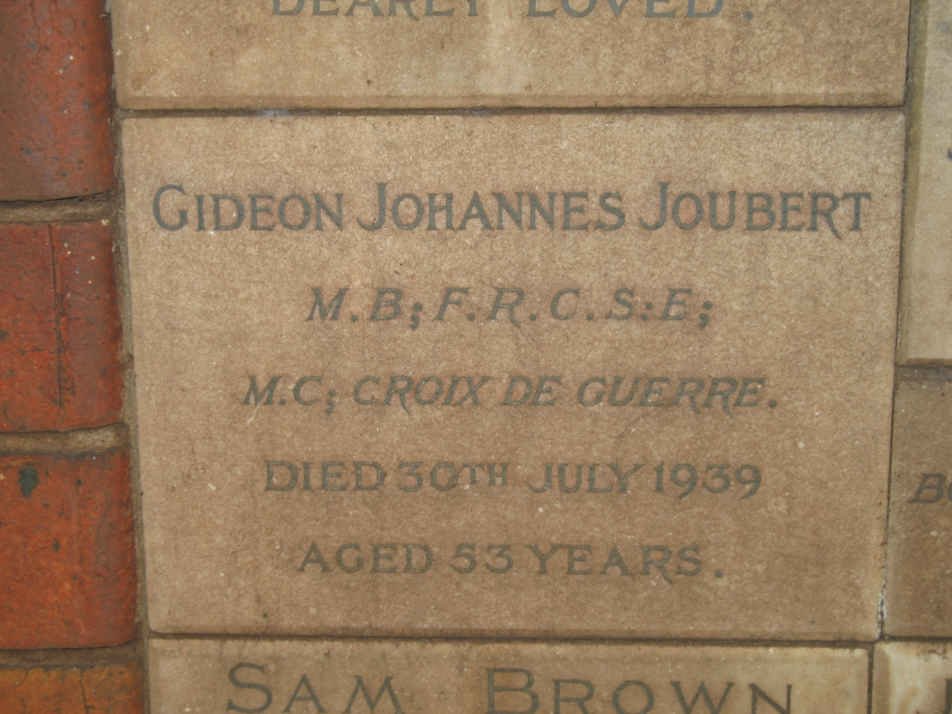 DEARLY LOVED.
GIDEON JOHANNES JOUBERT
M.B; F.R.C.S:E;
M.C; CROIX DE GUERRE.
DIED 30TH JULY 1939
AGED 53 YEARS.
SAM BROWN